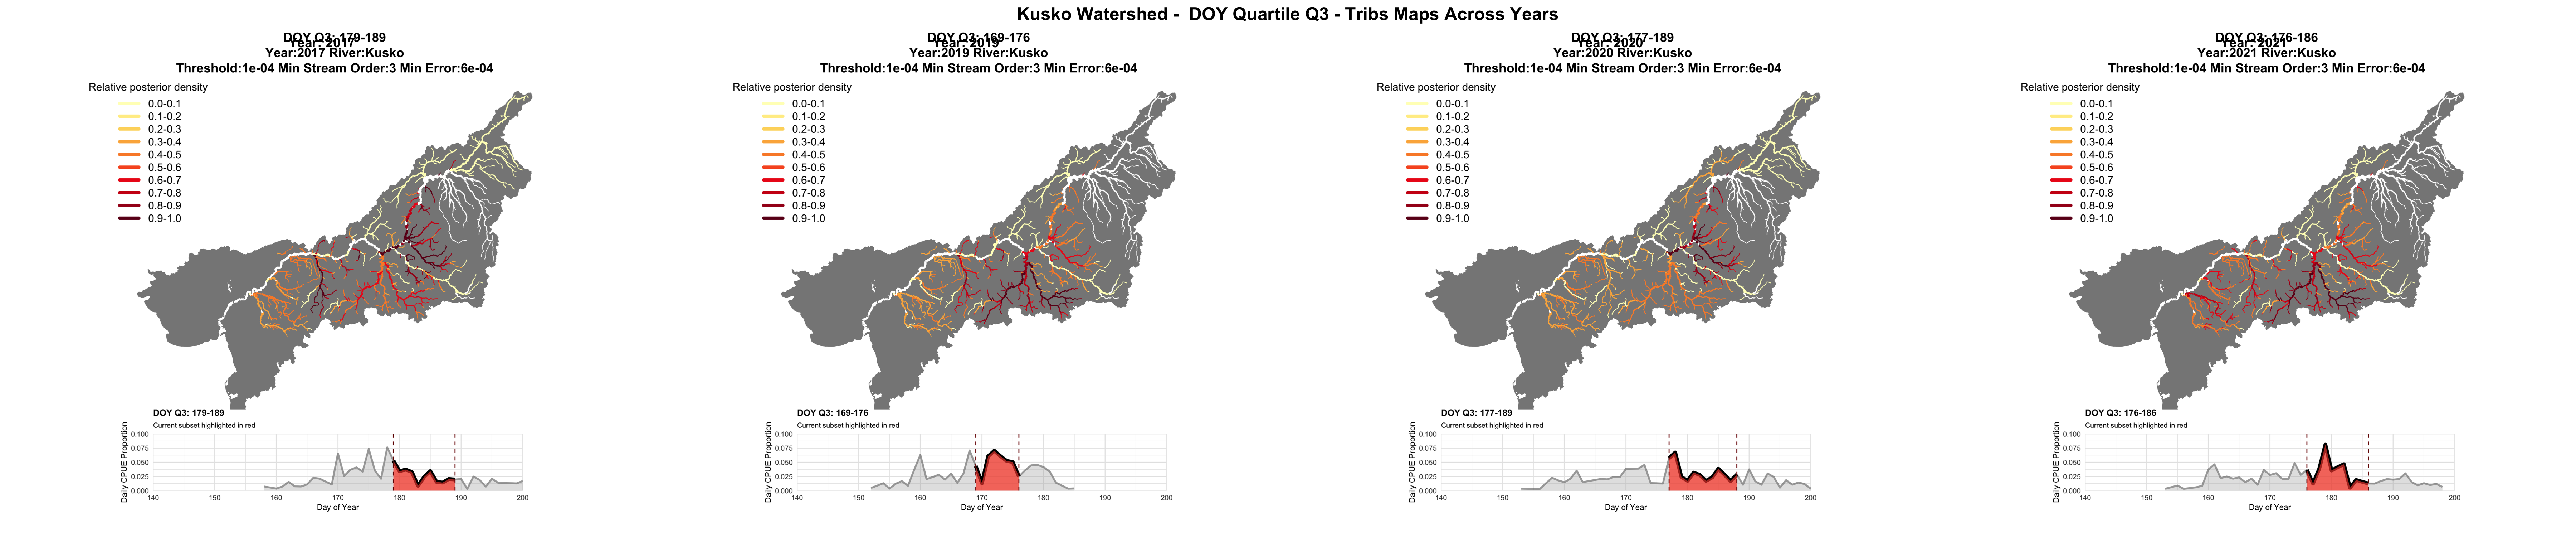 Kusko Watershed - DOY Quartile Q3 - Tribs Maps Across Years
DOY Q3: 179-189
Year: 2017
Year:2017 River:Kusko
Threshold:1e-04 Min Stream Order:3 Min Error:6e-04
Relative posterior density
0.0-0.1
0.1-0.2
0.2-0.3
0.3-0.4
0.4-0.5
0.5-0.6
0.6-0.7
0.7-0.8
0.8-0.9
0.9-1.0
DOY Q3: 179-189
Current subset highlighted in red
Daily CPUE Proportion
0.100
0.075
0.050
0.025
0.000
140 150 160 170 180 190 200
Day of Year
DOY Q3: 169-176
Year: 2019
Year:2019 River:Kusko
Threshold:1e-04 Min Stream Order:3 Min Error:6e-04
Relative posterior density
0.0-0.1
0.1-0.2
0.2-0.3
0.3-0.4
0.4-0.5
0.5-0.6
0.6-0.7
0.7-0.8
0.8-0.9
0.9-1.0
DOY Q3: 169-176
Current subset highlighted in red
Daily CPUE Proportion
0.100
0.075
0.050
0.025
0.000
140 150 160 170 180 190 200
Day of Year
DOY Q3: 177-189
Year: 2020
Year:2020 River:Kusko
Threshold:1e-04 Min Stream Order:3 Min Error:6e-04
Relative posterior density
0.0-0.1
0.1-0.2
0.2-0.3
0.3-0.4
0.4-0.5
0.5-0.6
0.6-0.7
0.7-0.8
0.8-0.9
0.9-1.0
DOY Q3: 177-189
Current subset highlighted in red
Daily CPUE Proportion
0.100
0.075
0.050
0.025
0.000
140 150 160 170 180 190 200
Day of Year
DOY Q3: 176-186
Year: 2021
Year:2021 River:Kusko
Threshold:1e-04 Min Stream Order:3 Min Error:6e-04
Relative posterior density
0.0-0.1
0.1-0.2
0.2-0.3
0.3-0.4
0.4-0.5
0.5-0.6
0.6-0.7
0.7-0.8
0.8-0.9
0.9-1.0
DOY Q3: 176-186
Current subset highlighted in red
Daily CPUE Proportion
0.100
0.075
0.050
0.025
0.000
140 150 160 170 180 190 200
Day of Year